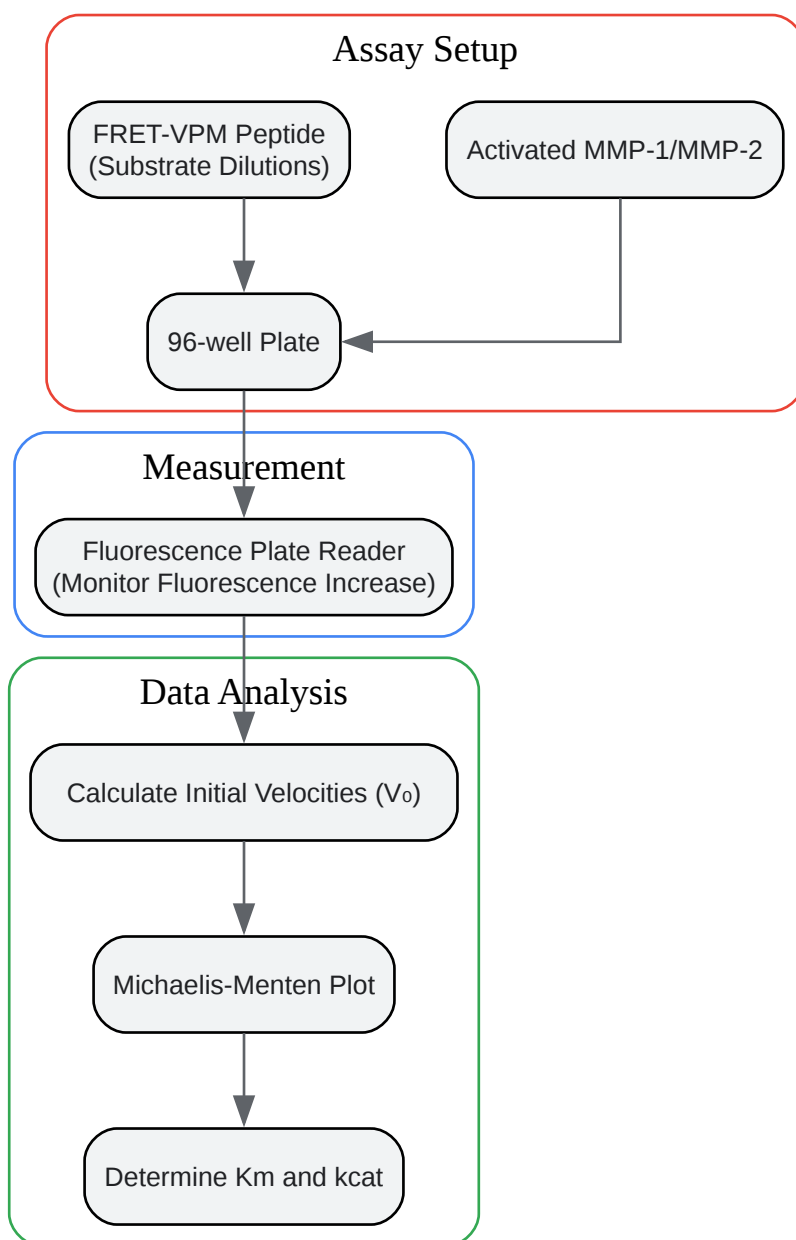 Assay Setup
FRET-VPM Peptide
(Substrate Dilutions)
Activated MMP-1/MMP-2
96-well Plate
Measurement
Fluorescence Plate Reader
(Monitor Fluorescence Increase)
Data Analysis
Calculate Initial Velocities (V₀)
Michaelis-Menten Plot
Determine Km and kcat